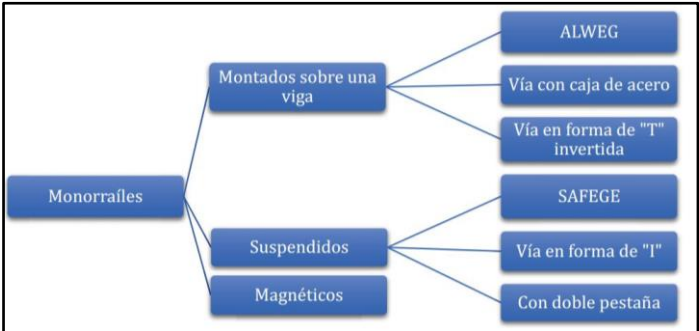 Monorraíles
Montados sobre una
viga
ALWEG
Vía con caja de acero
Vía en forma de "T"
invertida
Suspendidos
SAFEGE
Vía en forma de "I"
Con doble pestaña
Magnéticos